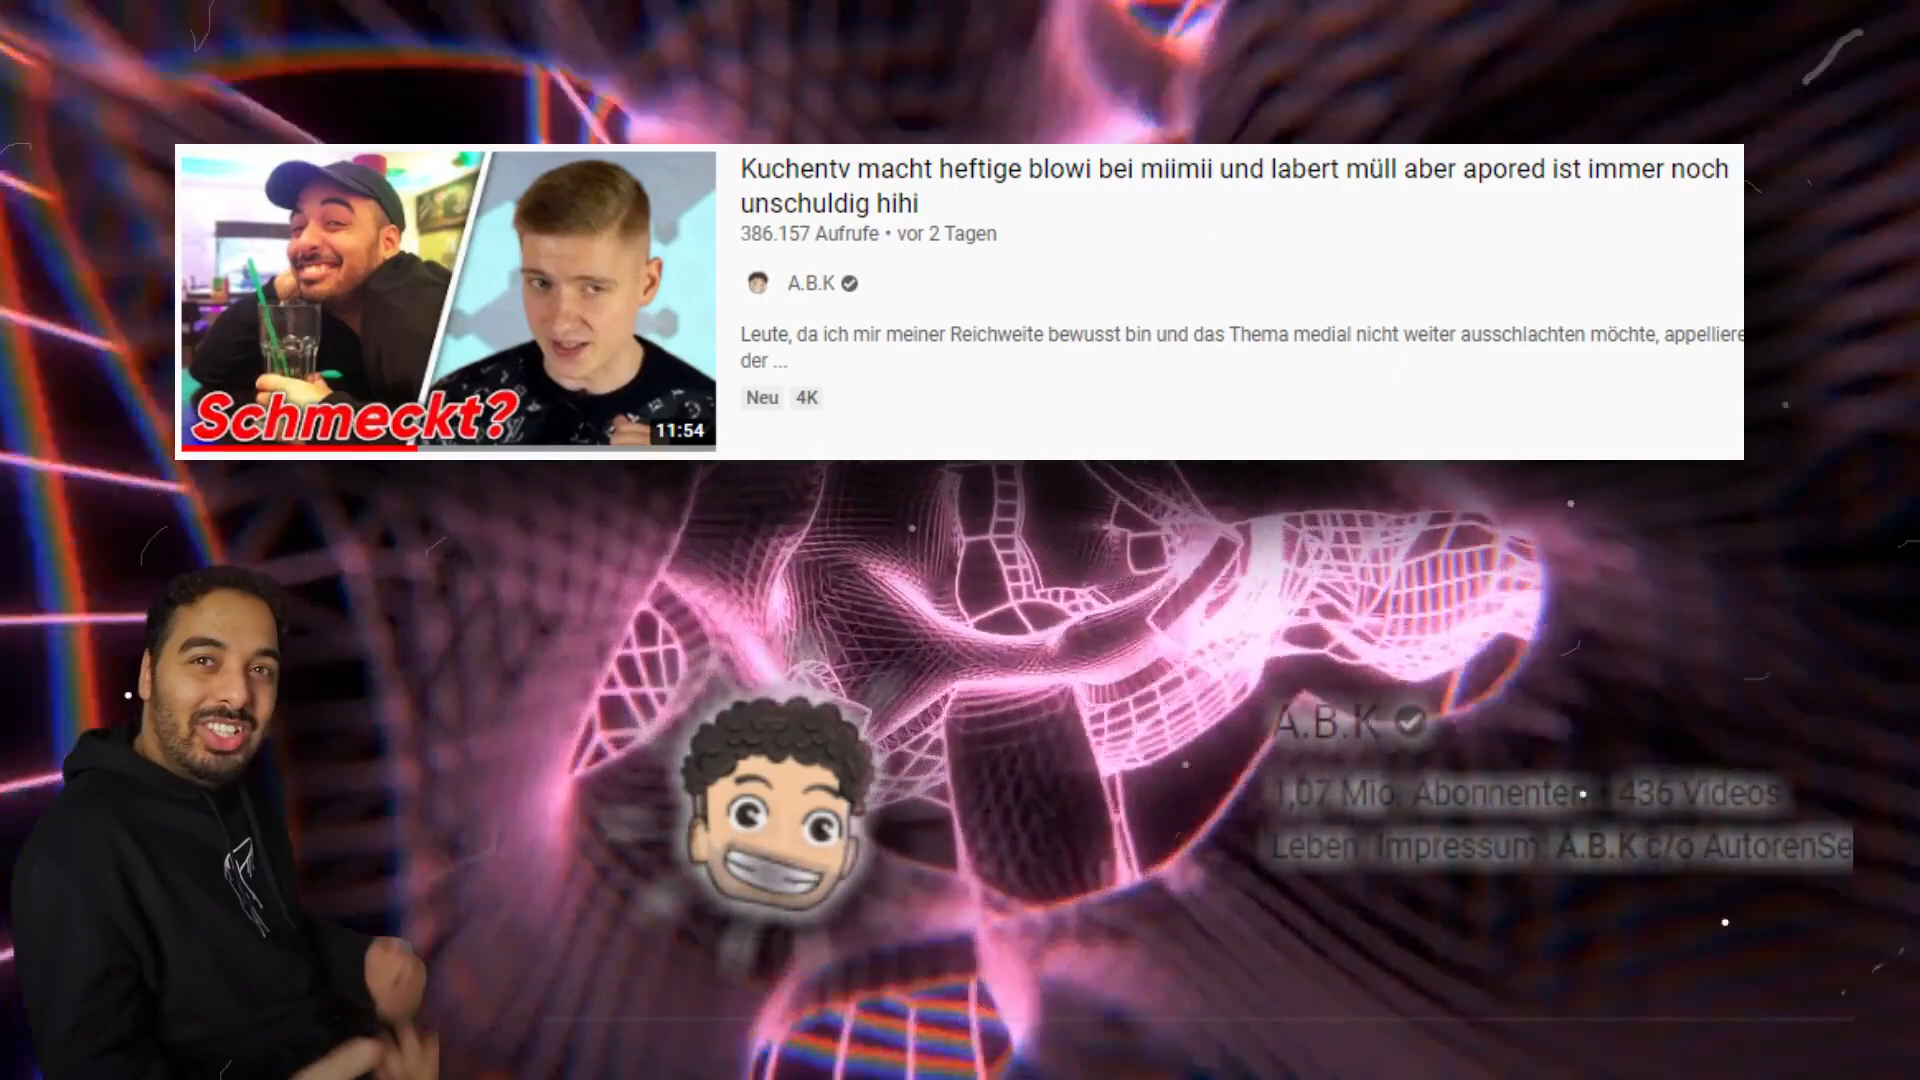 Kuchentv macht heftige blowi bei miimii und labert müll aber apored ist immer noch
unschuldig hihi
386.157 Aufrufe • vor 2 Tagen
A.B.K
Leute, da ich mir meiner Reichweite bewusst bin und das Thema medial nicht weiter ausschlachten möchte, appelliere
der ...
Neu 4K
Schmeckt?
11:54
A.B.K
1,07 Mio. Abonnenten 436 Videos
Leben. Impressum: A.B.K c/o AutorenSe